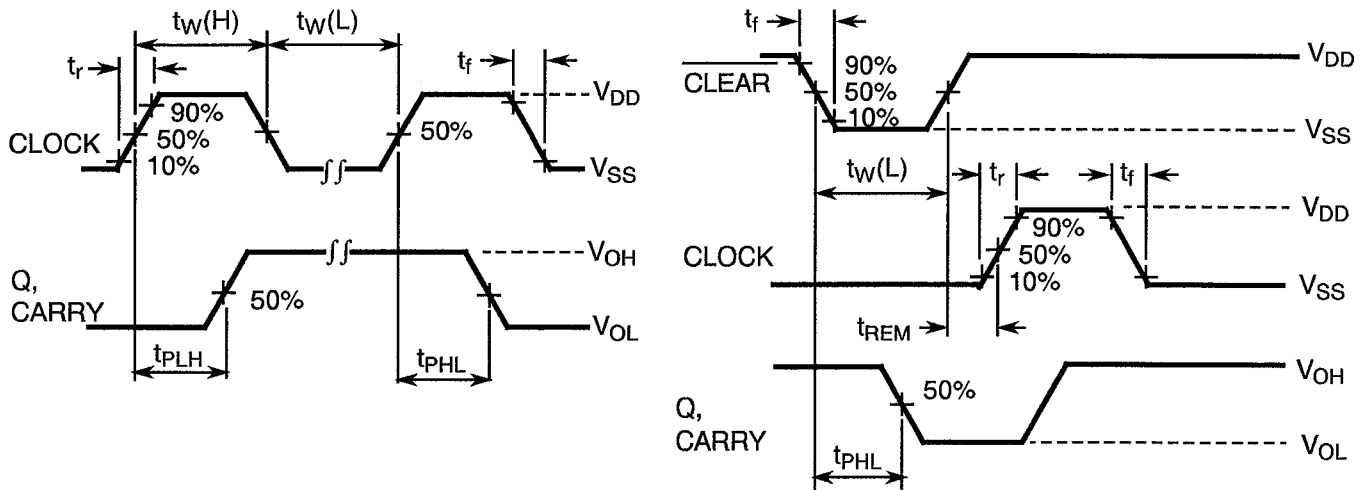 tW(H) tW(L)
tr
tf
VDD
90%
50%
10%
50%
CLOCK
VSS
VOH
50%
Q,
CARRY
VOL
tPLH
tPHL
tf
VDD
CLEAR
90%
50%
10%
VSS
tW(L)
tr
tf
VDD
90%
50%
10%
CLOCK
VSS
tREM
VOH
50%
Q,
CARRY
VOL
tPHL